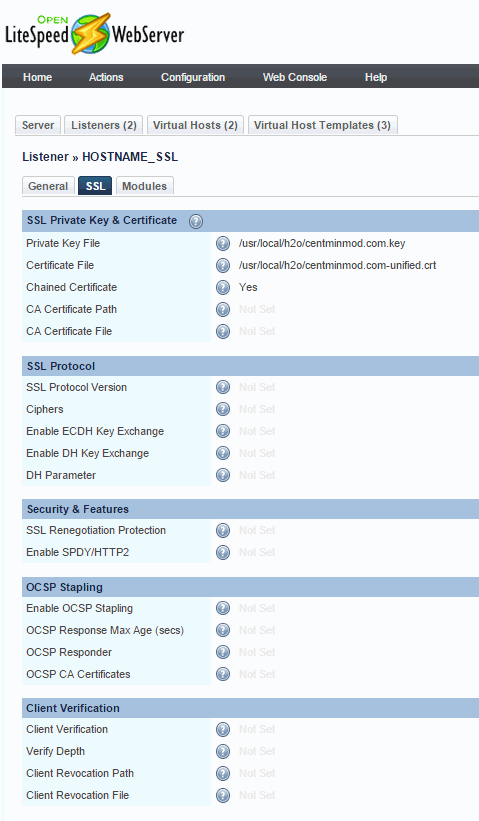 OPEN
LiteSpeed WebServer
Home Actions Configuration Web Console Help
Server Listeners (2) Virtual Hosts (2) Virtual Host Templates (3)
Listener » HOSTNAME_SSL
General SSL Modules
SSL Private Key & Certificate ?
Private Key File ? /usr/local/h2o/centminmod.com.key
Certificate File ? /usr/local/h2o/centminmod.com-unified.crt
Chained Certificate ? Yes
CA Certificate Path ? Not Set
CA Certificate File ? Not Set
SSL Protocol
SSL Protocol Version ? Not Set
Ciphers ? Not Set
Enable ECDH Key Exchange ? Not Set
Enable DH Key Exchange ? Not Set
DH Parameter ? Not Set
Security & Features
SSL Renegotiation Protection ? Not Set
Enable SPDY/HTTP2 ? Not Set
OCSP Stapling
Enable OCSP Stapling ? Not Set
OCSP Response Max Age (secs) ? Not Set
OCSP Responder ? Not Set
OCSP CA Certificates ? Not Set
Client Verification
Client Verification ? Not Set
Verify Depth ? Not Set
Client Revocation Path ? Not Set
Client Revocation File ? Not Set